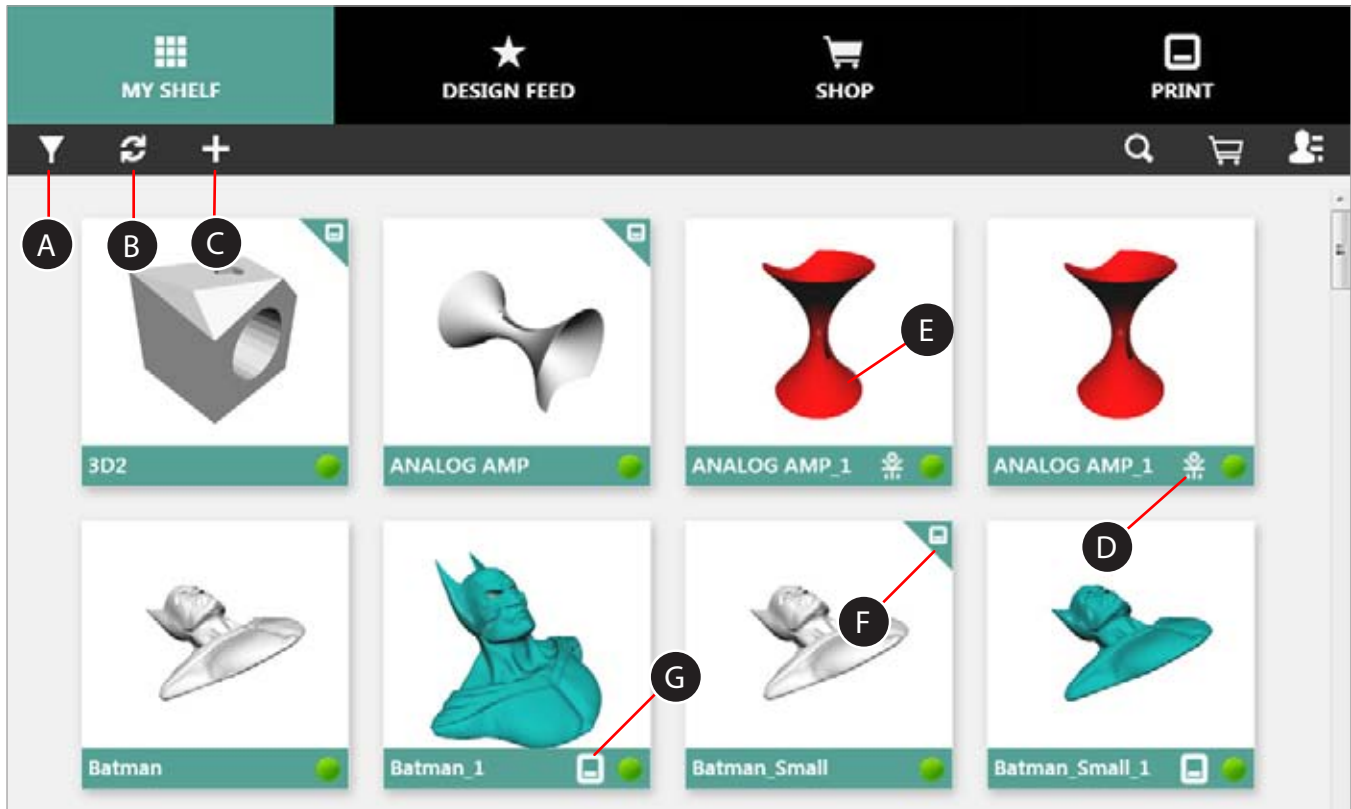 MY SHELF
DESIGN FEED
SHOP
PRINT
A
B
C
E
3D2
ANALOG AMP
ANALOG AMP_1
ANALOG AMP_1
D
F
G
Batman
Batman_1
Batman_Small
Batman_Small_1